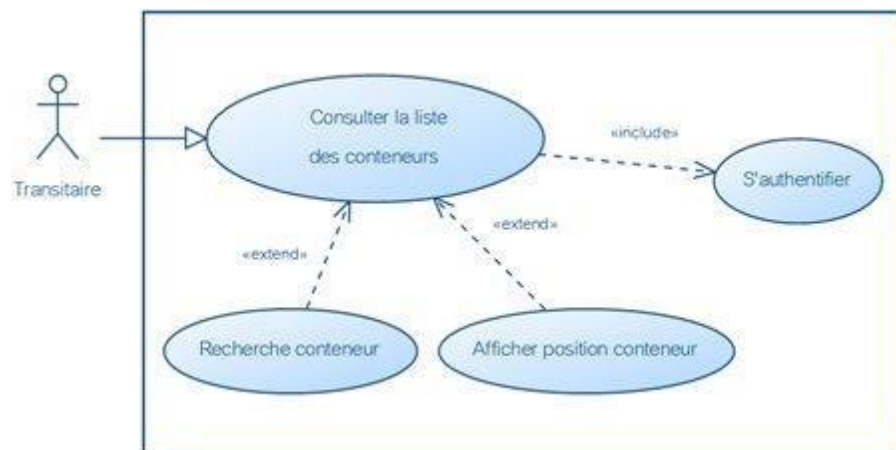 Consulter la liste
des conteneurs
«include»
S'authentifier
Transitaire
«extend»
«extend»
Recherche conteneur
Afficher position conteneur